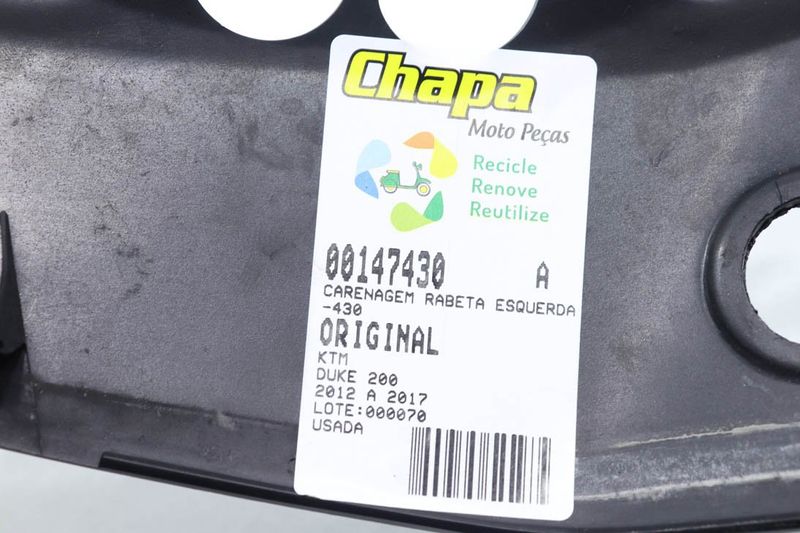 Chapa
Moto Peças
Recicle
Renove
Reutilize
00147430 A
CARENAGEM RABETA ESQUERDA
-430
ORIGINAL
KTM
DUKE 200
2012 A 2017
LOTE:000070
USADA